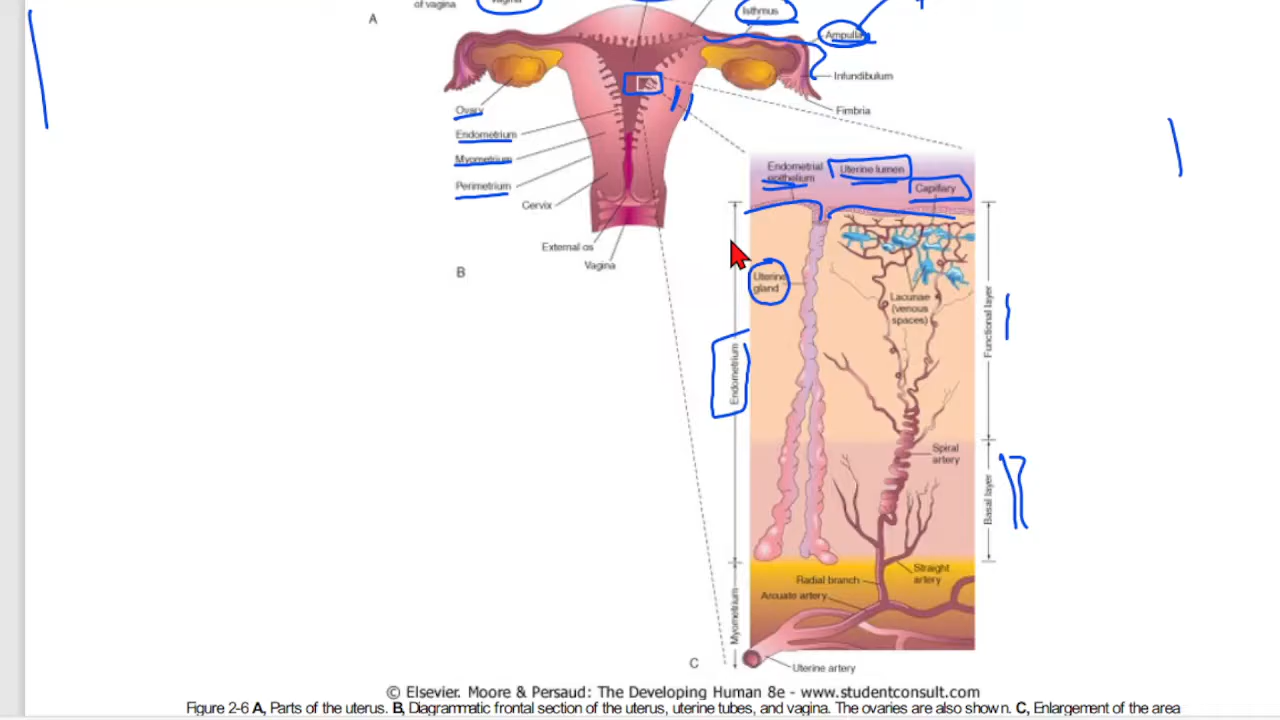 of vagina
Vagina
A
Isthmus
Ampulla
Infundibulum
Fimbria
Ovary
Endometrium
Myometrium
Perimetrium
Cervix
External os
Vagina
B
Endometrial
epithelium
Uterine lumen
Capillary
Uterine
gland
Lacunae
(venous
spaces)
Functional layer
Endometrium
Spiral
artery
Basal layer
Straight
artery
Radial branch
Arcuate artery
Myometrium
C
Uterine artery
© Elsevier. Moore & Persaud: The Developing Human 8e - www.studentconsult.com
Figure 2-6 A, Parts of the uterus. B, Diagrammatic frontal section of the uterus, uterine tubes, and vagina. The ovaries are also shown. C, Enlargement of the area